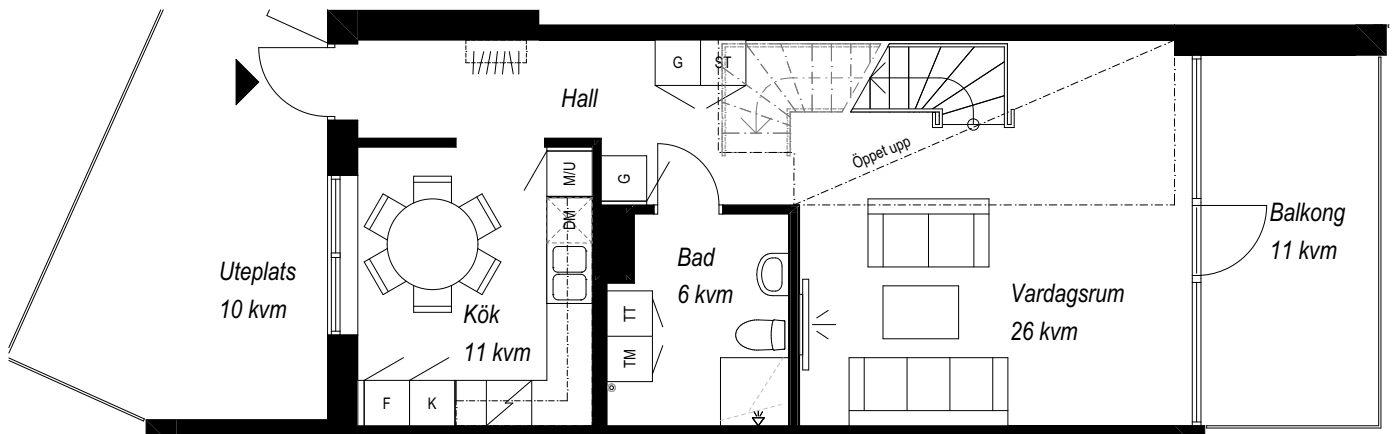 G
ST
Hall
Öppet upp
M/U
G
DM
Balkong
11 kvm
Uteplats
10 kvm
Bad
6 kvm
Vardagsrum
26 kvm
Kök
11 kvm
TT
TM
F
K